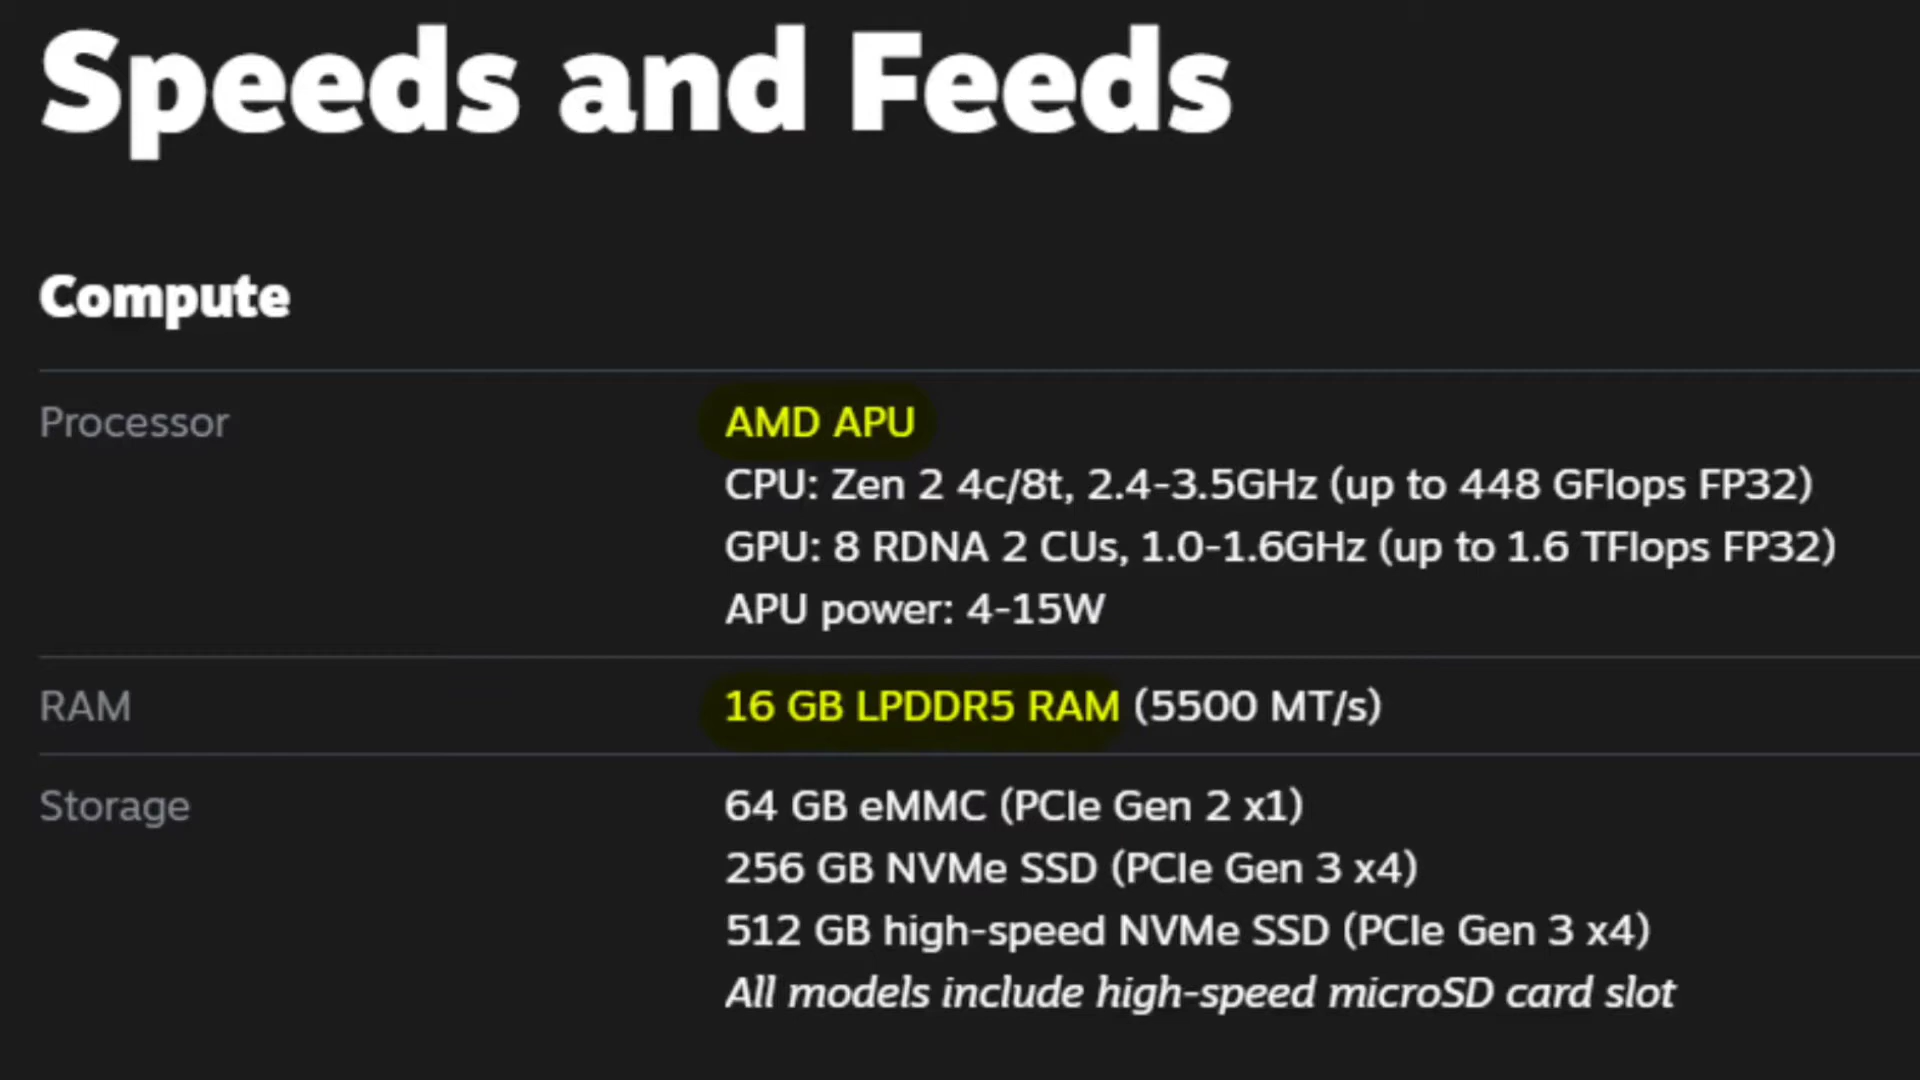 Speeds and Feeds
Compute
Processor
AMD APU
CPU: Zen 2 4c/8t, 2.4-3.5GHz (up to 448 GFlops FP32)
GPU: 8 RDNA 2 CUs, 1.0-1.6GHz (up to 1.6 TFlops FP32)
APU power: 4-15W
RAM
16 GB LPDDR5 RAM (5500 MT/s)
Storage
64 GB eMMC (PCIe Gen 2 x1)
256 GB NVMe SSD (PCIe Gen 3 x4)
512 GB high-speed NVMe SSD (PCIe Gen 3 x4)
All models include high-speed microSD card slot